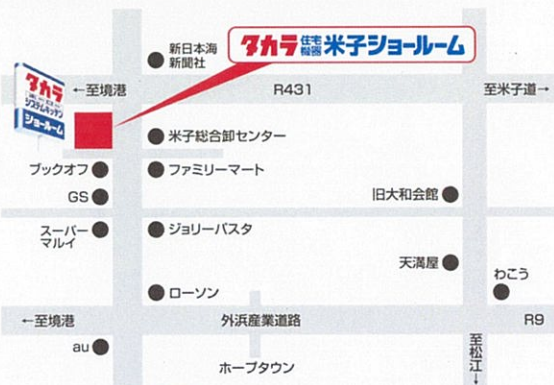 タカラ住宅機器米子ショールーム
新日本海
新聞社
←至境港
R431
至米子道→
タカラ
システムキッチン
ショールーム
米子総合卸センター
ブックオフ
ファミリーマート
GS
旧大和会館
スーパー
マルイ
ジョリーパスタ
天満屋
わこう
ローソン
←至境港
外浜産業道路
R9
au
至松江→
ホープタウン